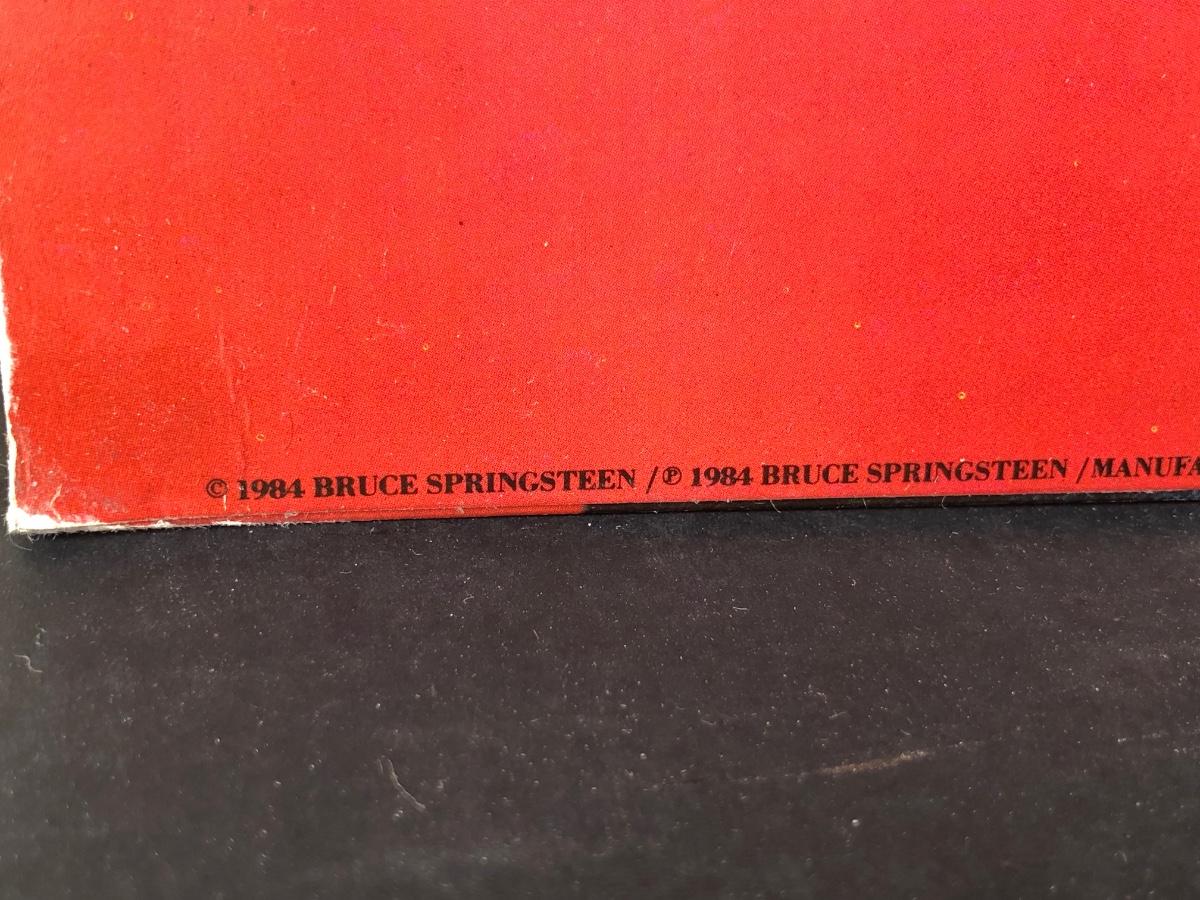 © 1984 BRUCE SPRINGSTEEN /℗ 1984 BRUCE SPRINGSTEEN /MANUFA